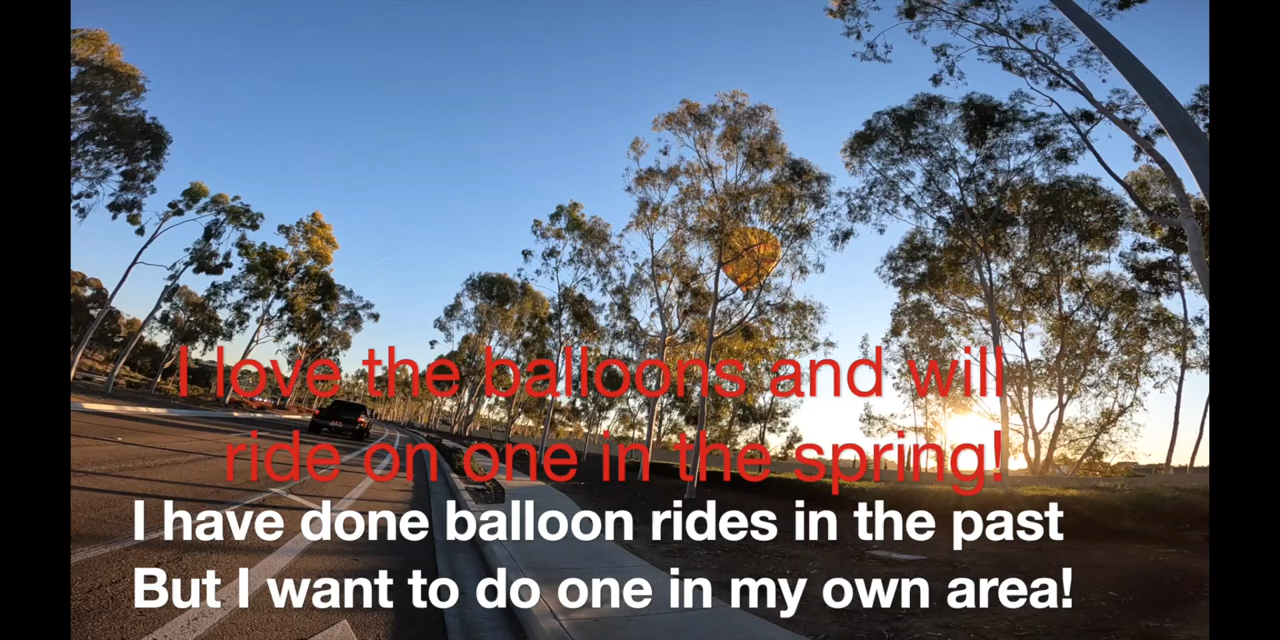 I love the balloons and will
ride on one in the spring!
I have done balloon rides in the past
But I want to do one in my own area!